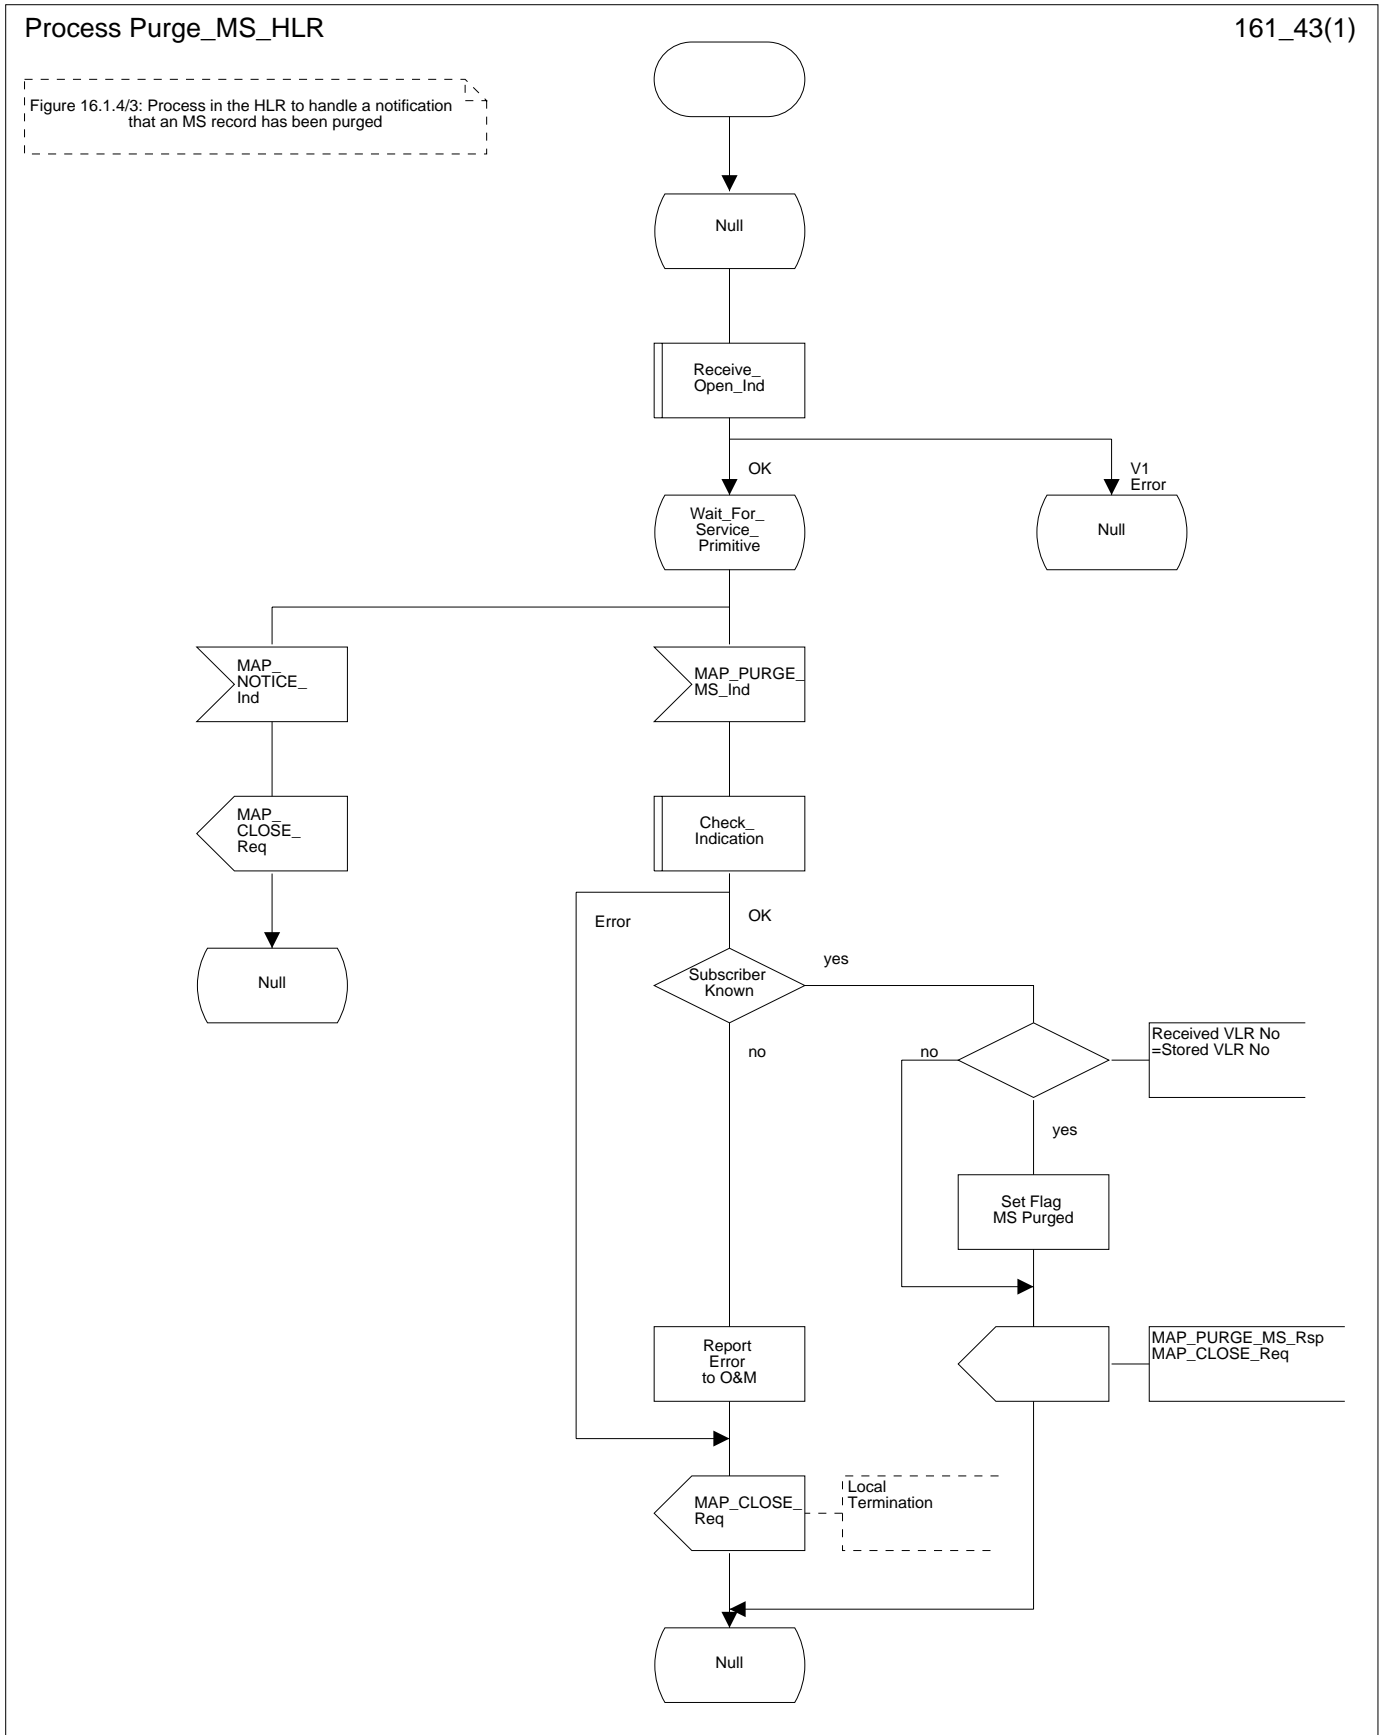 Process Purge_MS_HLR
161_43(1)
Figure 16.1.4/3: Process in the HLR to handle a notification
that an MS record has been purged
Null
Receive_
Open_Ind
OK
V1
Error
Wait_For_
Service_
Primitive
Null
MAP_
NOTICE_
Ind
MAP_PURGE_
MS_Ind
MAP_
CLOSE_
Req
Check_
Indication
Error
OK
Null
Subscriber
Known
yes
no
no
Received VLR No
=Stored VLR No
yes
Set Flag
MS Purged
Report
Error
to O&M
MAP_PURGE_MS_Rsp
MAP_CLOSE_Req
MAP_CLOSE_
Req
Local
Termination
Null